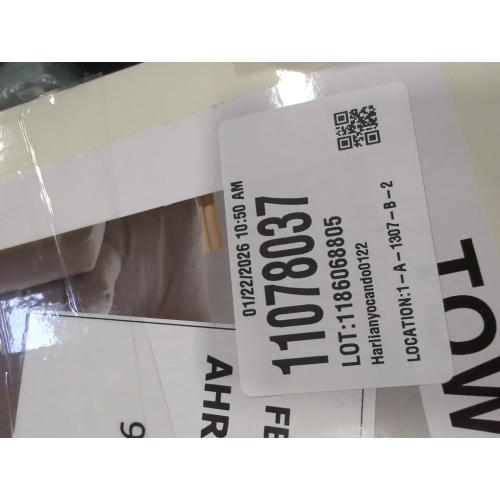 01/22/2026 10:50 AM
11078037
LOT:1186068805
Harlianyocando0122
LOCATION:1-A-1307-B-2
TOW
FE
AHR